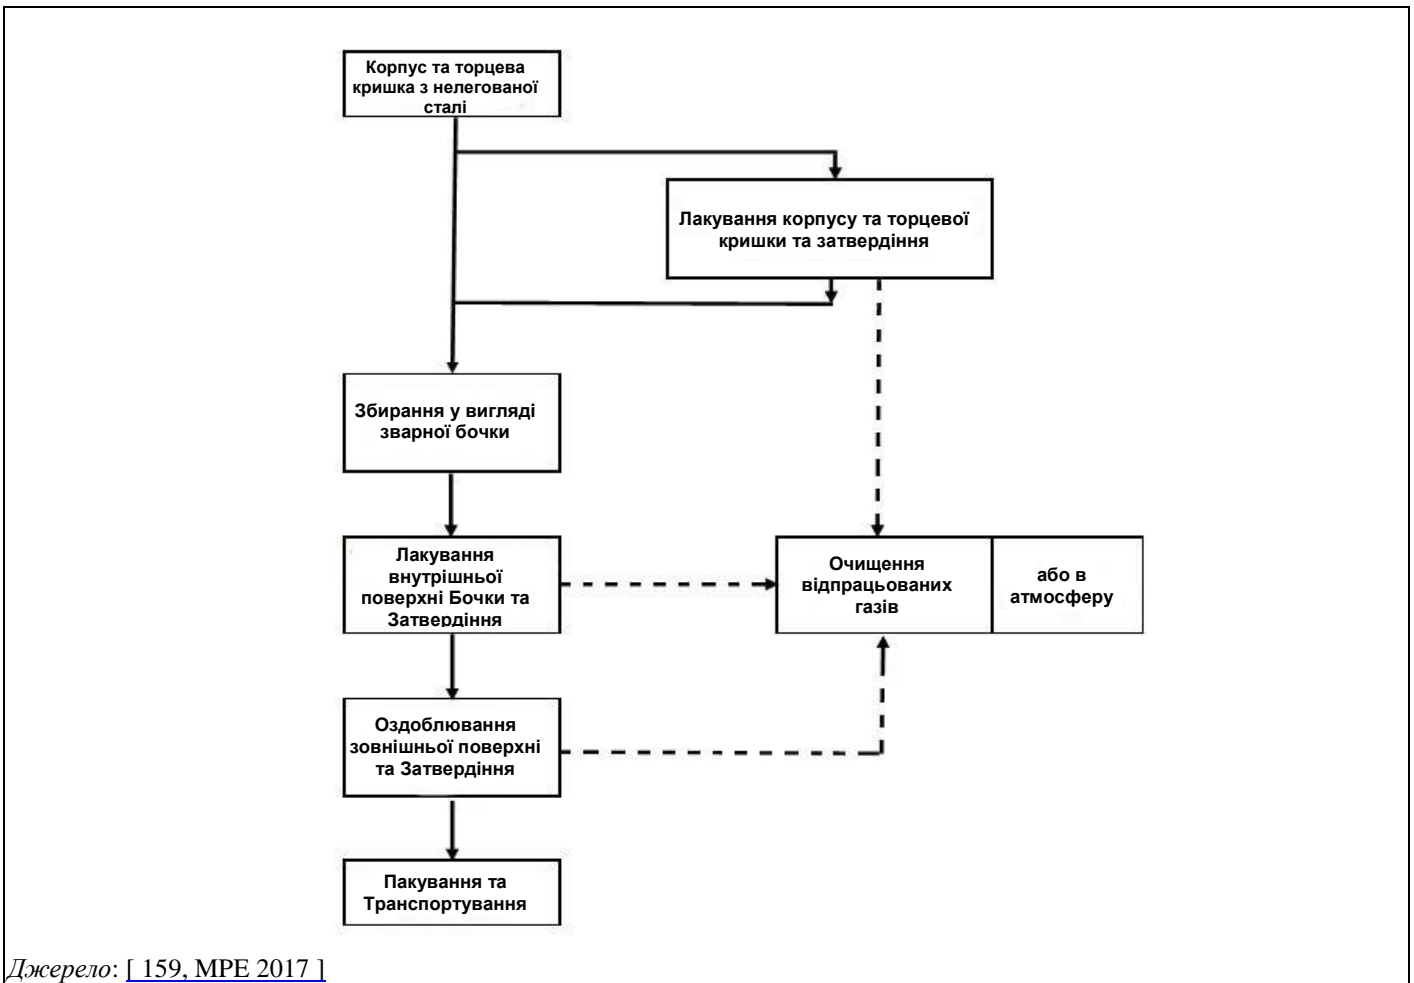 Корпус та торцева
кришка з нелегованої
сталі
Лакування корпусу та торцевої
кришки та затвердіння
Збирання у вигляді
зварної бочки
Лакування
внутрішньої
поверхні Бочки та
Затвердіння
Очищення
відпрацьованих
газів
або в
атмосферу
Оздоблювання
зовнішньої поверхні
та Затвердіння
Пакування та
Транспортування
Джерело: [ 159, MPE 2017 ]